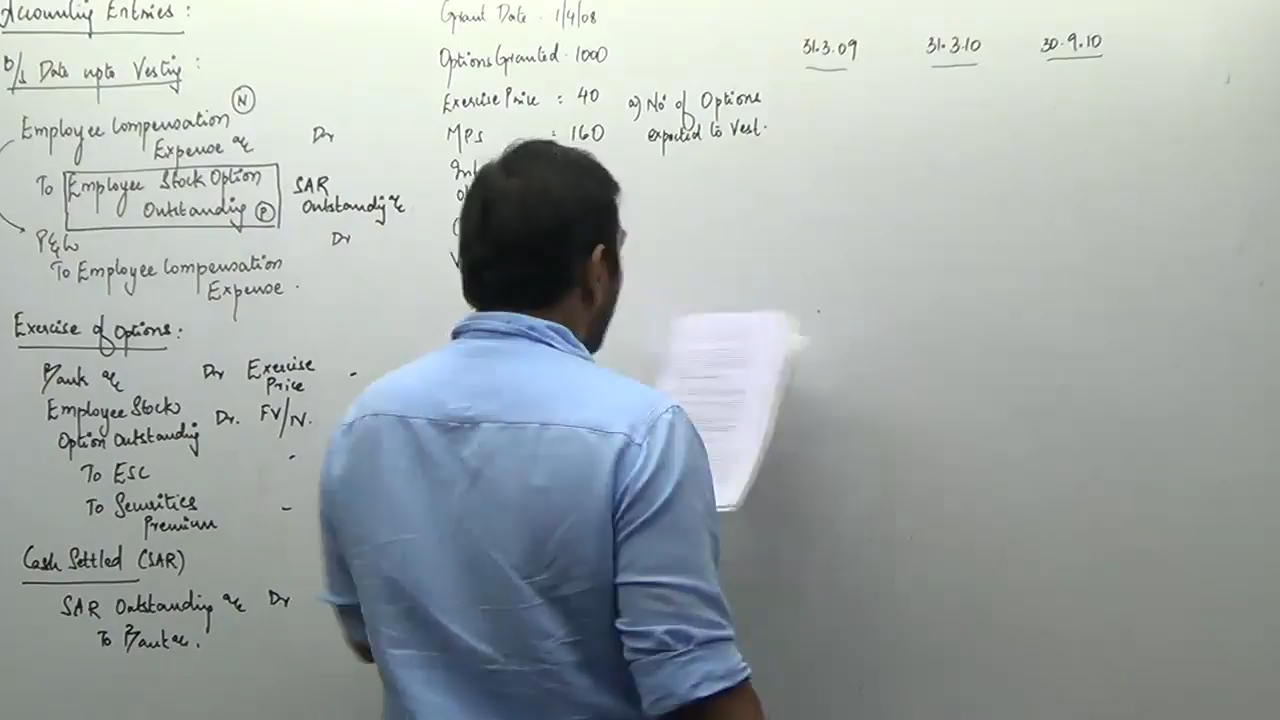 Accounting Entries:
B/s Date upto Vesting:
Employee Compensation (N)
Expense a/c Dr
To Employee Stock Option
Outstanding (P)
SAR
Outstanding a/c
Dr
P&L
To Employee Compensation
Expense.
Exercise of Options:
Bank a/c Dr Exercise
Price -
Employee Stock Dr. FV/IV.
Option Outstanding
To ESC -
To Securities
Premium -
Cash Settled (SAR)
SAR Outstanding a/c Dr
To Bank a/c.
Grant Date . 1/4/08
Options Granted . 1000
Exercise Price : 40
MPS : 160
a) No of Options
expected to Vest.
31.3.09 31.3.10 30.9.10